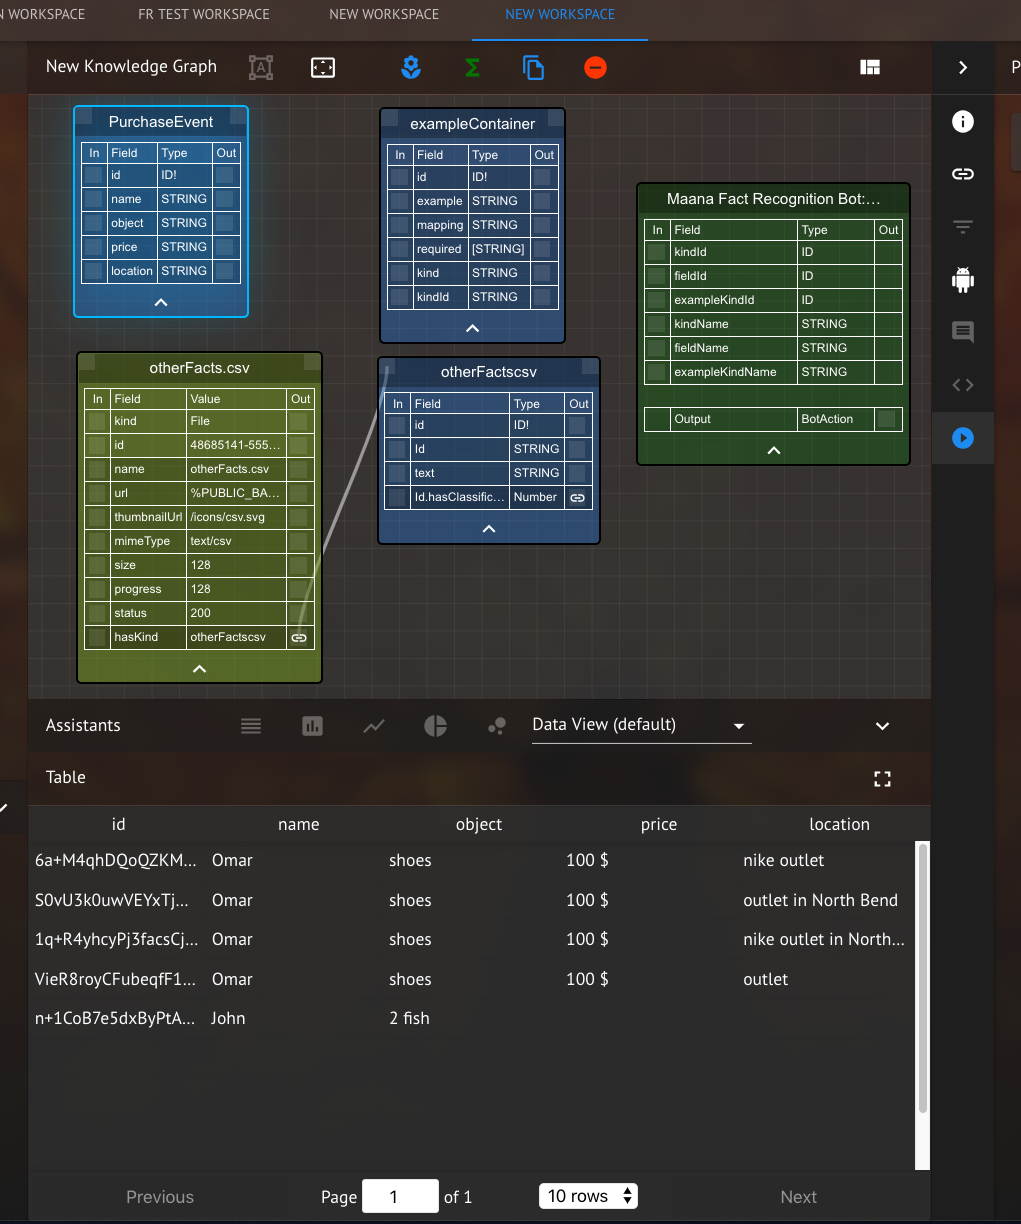 N WORKSPACE FR TEST WORKSPACE NEW WORKSPACE NEW WORKSPACE
New Knowledge Graph A Σ P
PurchaseEvent
In Field Type Out
id ID!
name STRING
object STRING
price STRING
location STRING
exampleContainer
In Field Type Out
id ID!
example STRING
mapping STRING
required [STRING]
kind STRING
kindId STRING
Maana Fact Recognition Bot:...
In Field Type Out
kindId ID
fieldId ID
exampleKindId ID
kindName STRING
fieldName STRING
exampleKindName STRING
Output BotAction
otherFacts.csv
In Field Value Out
kind File
id 48685141-555...
name otherFacts.csv
url %PUBLIC_BA...
thumbnailUrl /icons/csv.svg
mimeType text/csv
size 128
progress 128
status 200
hasKind otherFactscsv
otherFactscsv
In Field Type Out
id ID!
Id STRING
text STRING
Id.hasClassific... Number
Assistants Data View (default)
Table
id name object price location
6a+M4qhDQoQZKM... Omar shoes 100 $ nike outlet
S0vU3k0uwVEYxTj... Omar shoes 100 $ outlet in North Bend
1q+R4yhcyPj3facsCj... Omar shoes 100 $ nike outlet in North...
VieR8royCFubeqfF1... Omar shoes 100 $ outlet
n+1CoB7e5dxByPtA... John 2 fish
Previous Page 1 of 1 10 rows Next